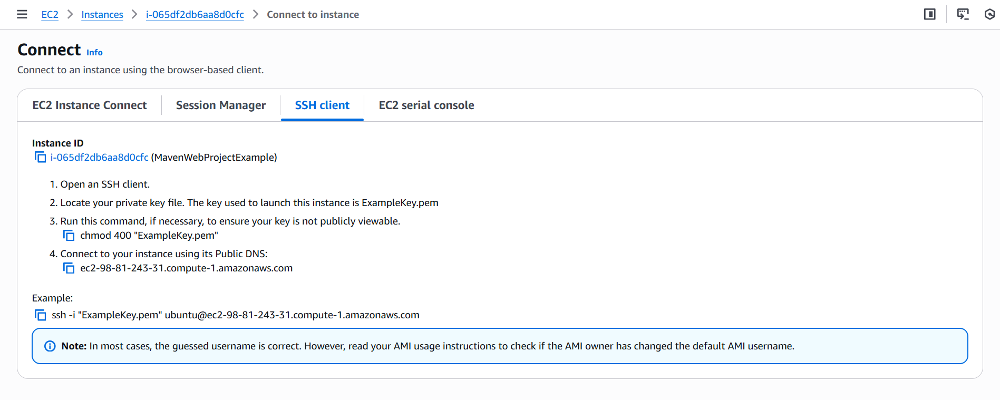 EC2 > Instances > i-065df2db6aa8d0cfc > Connect to instance
Connect Info
Connect to an instance using the browser-based client.
EC2 Instance Connect Session Manager SSH client EC2 serial console
Instance ID
i-065df2db6aa8d0cfc (MavenWebProjectExample)
1. Open an SSH client.
2. Locate your private key file. The key used to launch this instance is ExampleKey.pem
3. Run this command, if necessary, to ensure your key is not publicly viewable.
chmod 400 "ExampleKey.pem"
4. Connect to your instance using its Public DNS:
ec2-98-81-243-31.compute-1.amazonaws.com
Example:
ssh -i "ExampleKey.pem" ubuntu@ec2-98-81-243-31.compute-1.amazonaws.com
Note: In most cases, the guessed username is correct. However, read your AMI usage instructions to check if the AMI owner has changed the default AMI username.